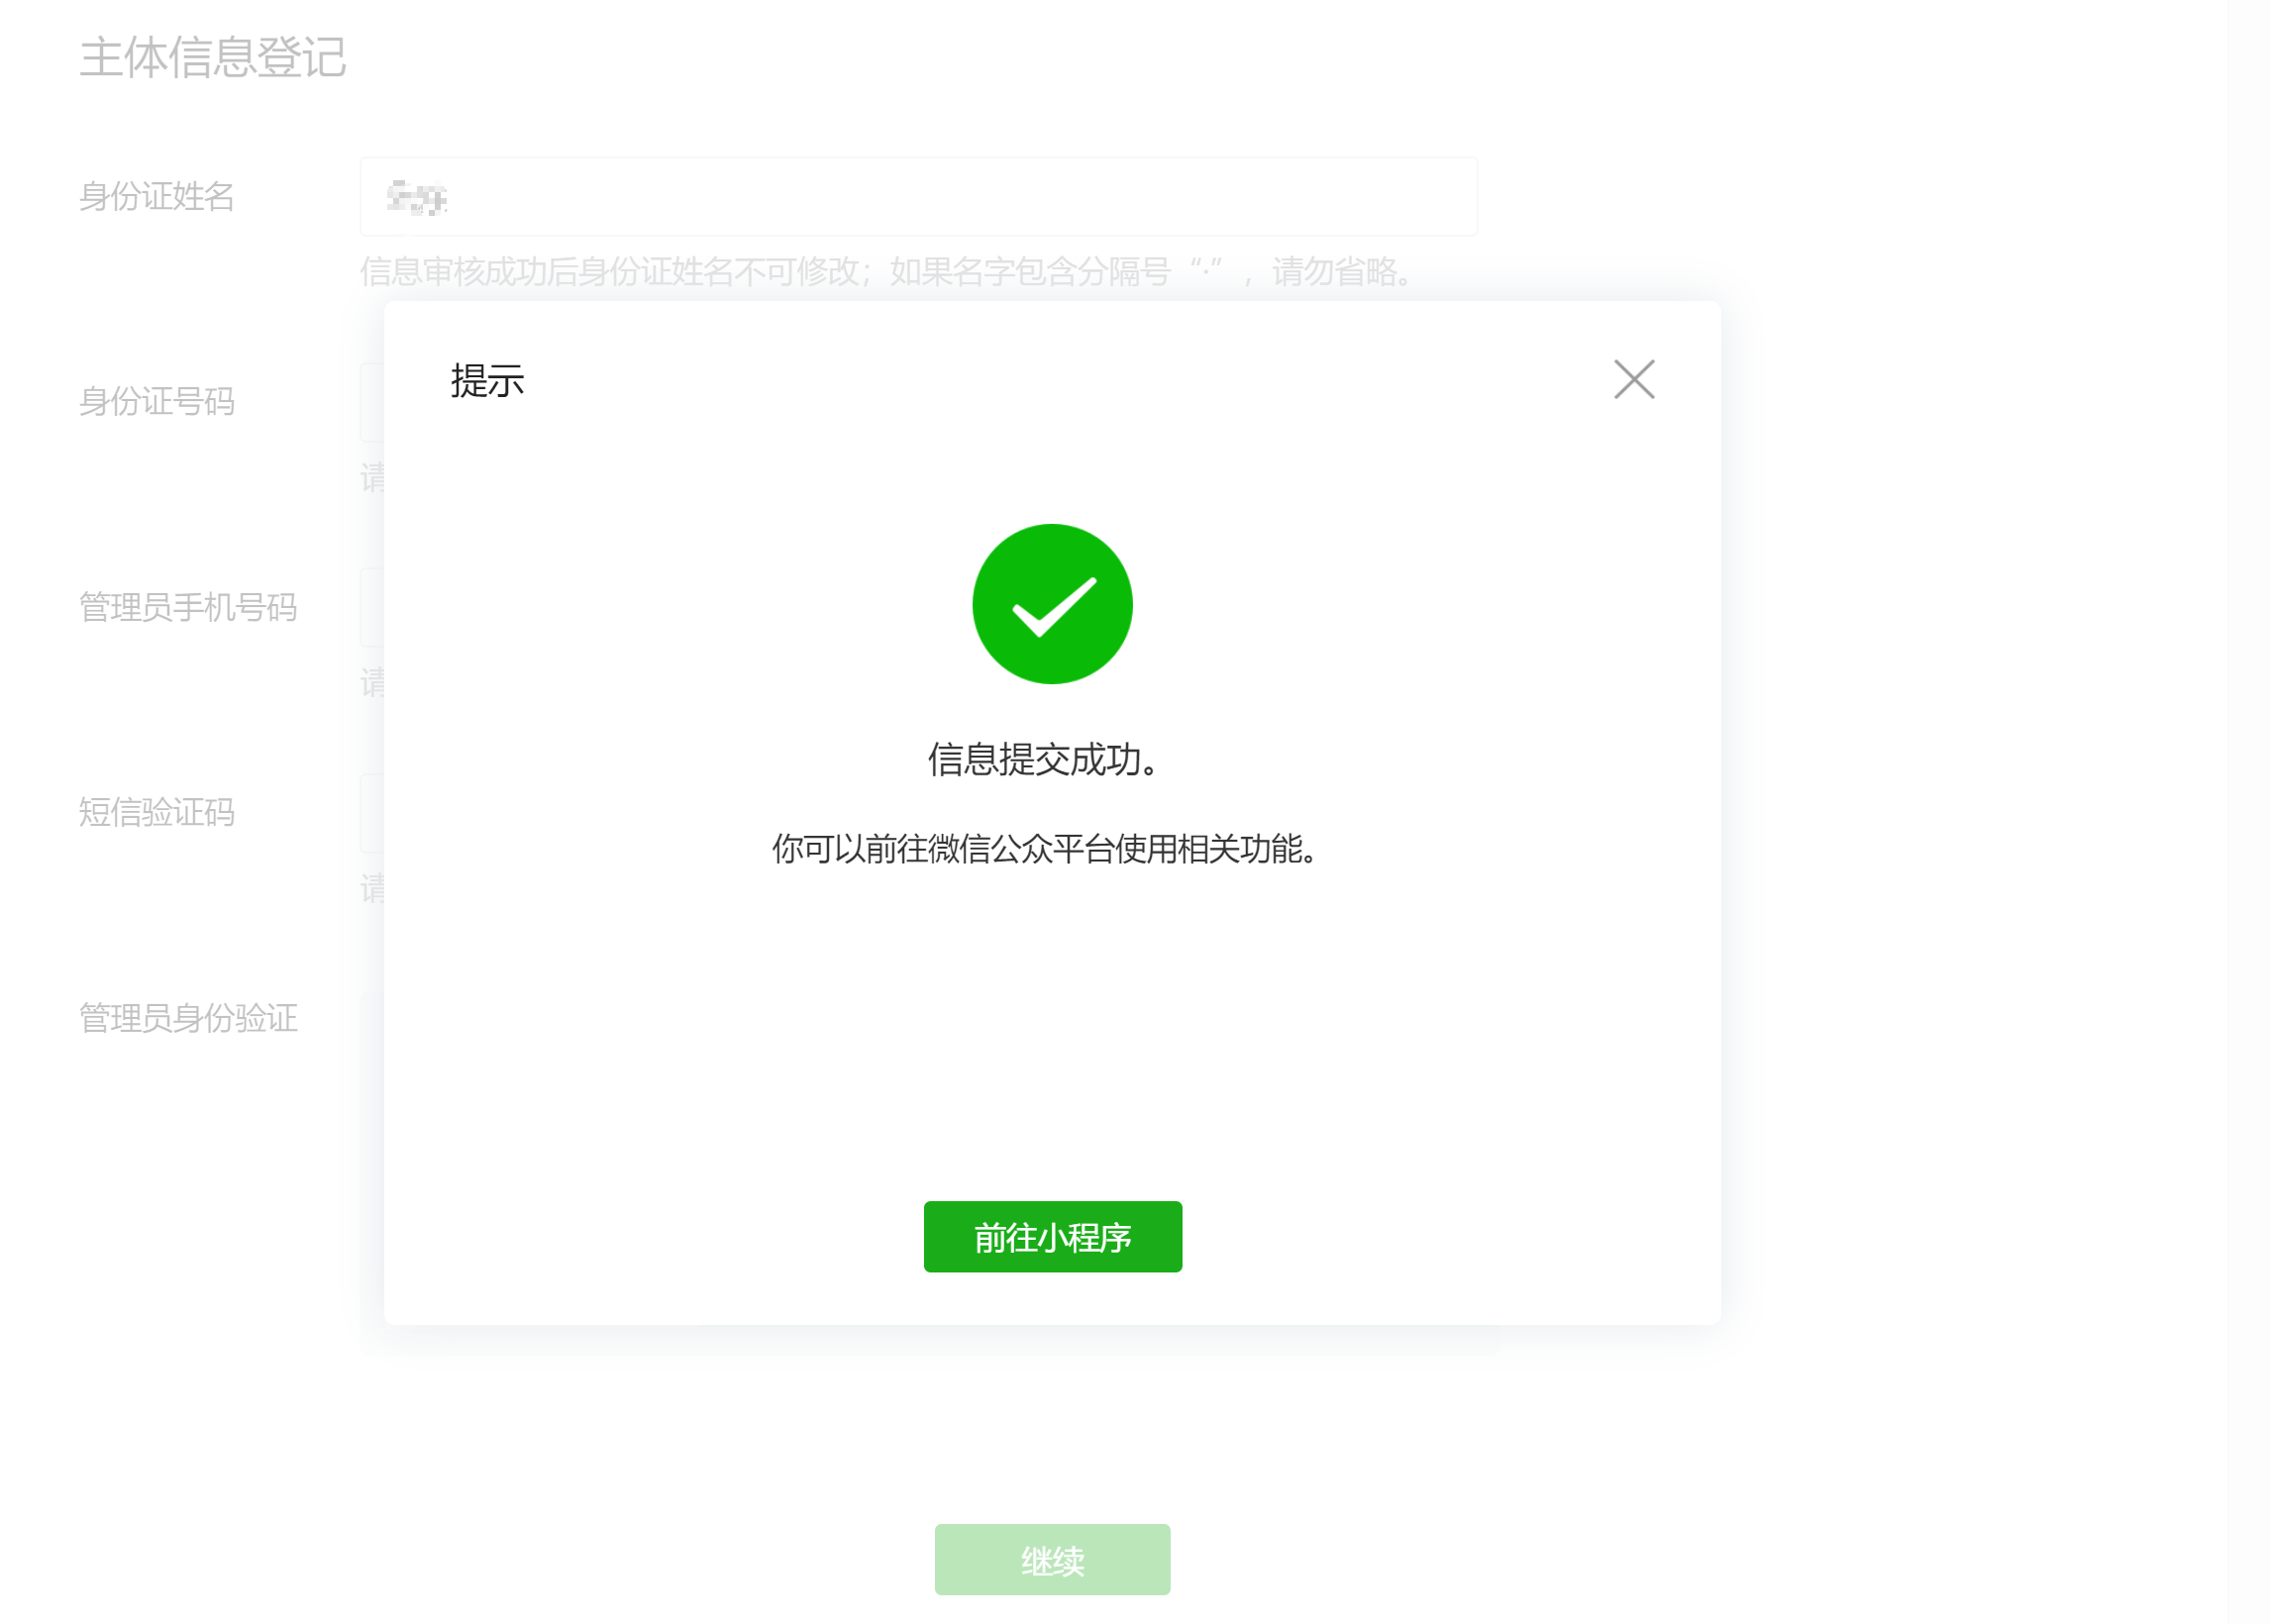 主体信息登记
身份证姓名
信息审核成功后身份证姓名不可修改；如果名字包含分隔号“·”，请勿省略。
提示
身份证号码
请
管理员手机号码
请
信息提交成功。
短信验证码
你可以前往微信公众平台使用相关功能。
请
管理员身份验证
前往小程序
继续